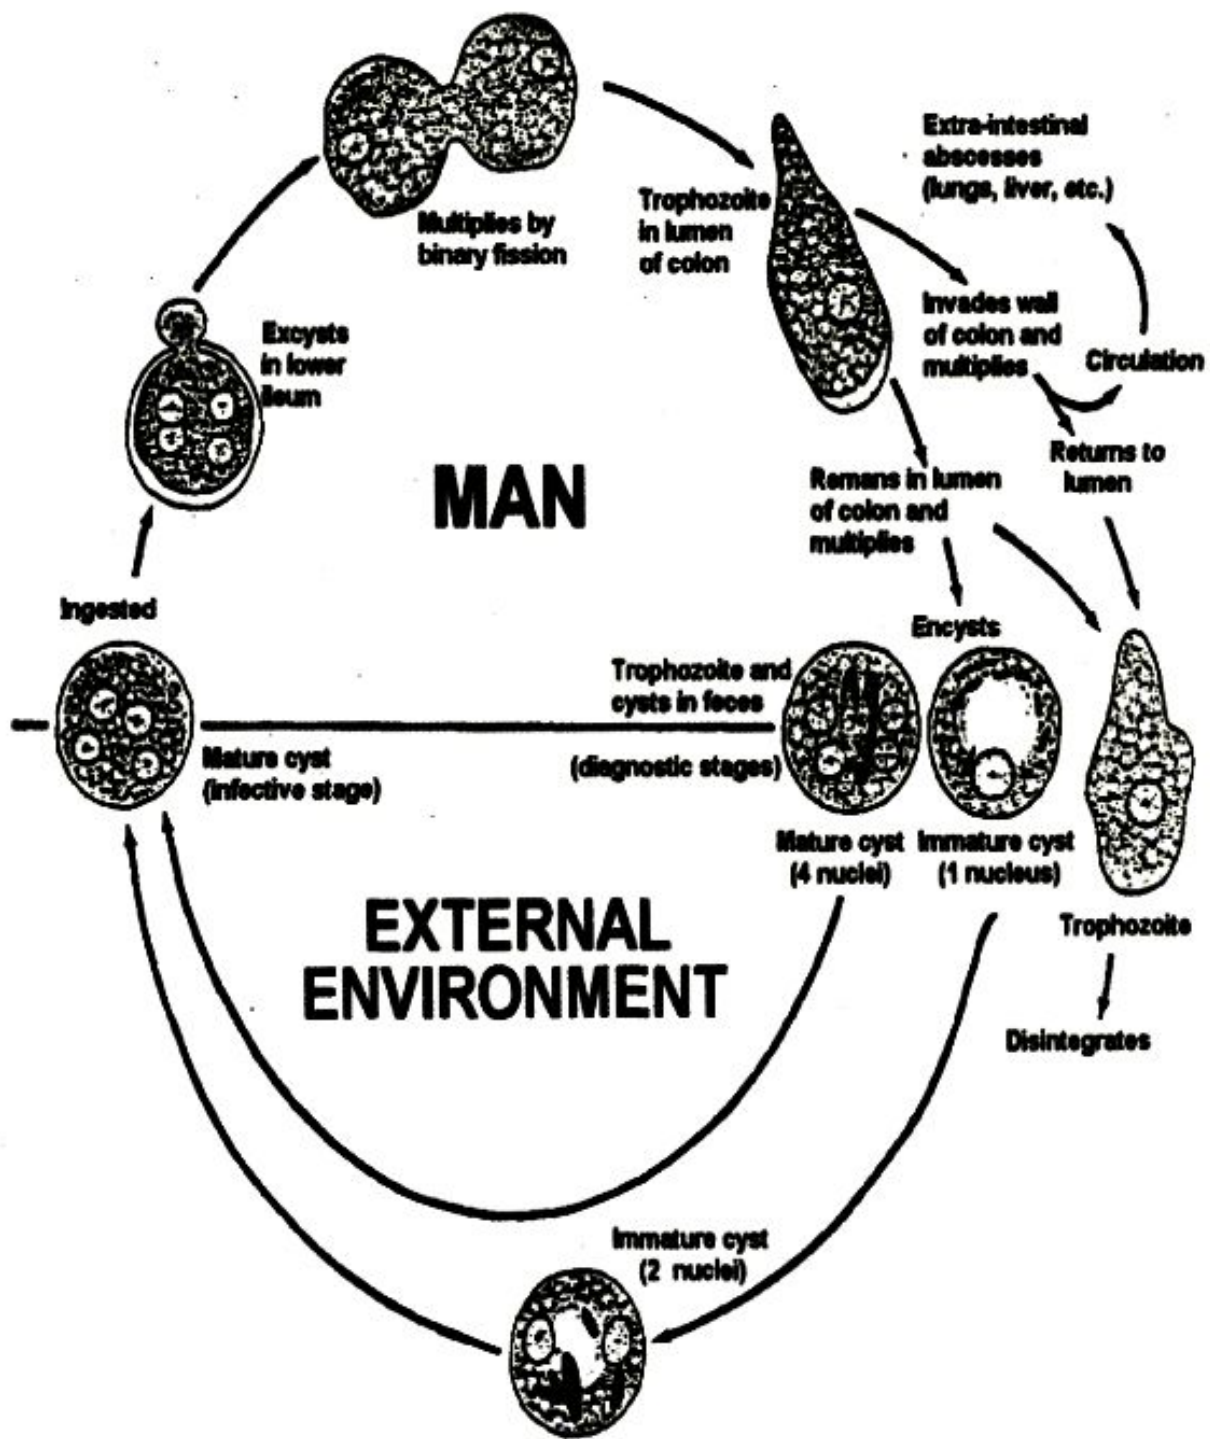 Multiplies by
binary fission
Trophozoite
in lumen
of colon
Extra-intestinal
abscesses
(lungs, liver, etc.)
Excysts
in lower
ileum
Invades wall
of colon and
multiplies
Circulation
Returns to
lumen
MAN
Remans in lumen
of colon and
multiplies
Ingested
Encysts
Trophozoite and
cysts in feces
Mature cyst
(infective stage)
(diagnostic stages)
Mature cyst
(4 nuclei)
Immature cyst
(1 nucleus)
Trophozoite
EXTERNAL
ENVIRONMENT
Disintegrates
Immature cyst
(2 nuclei)